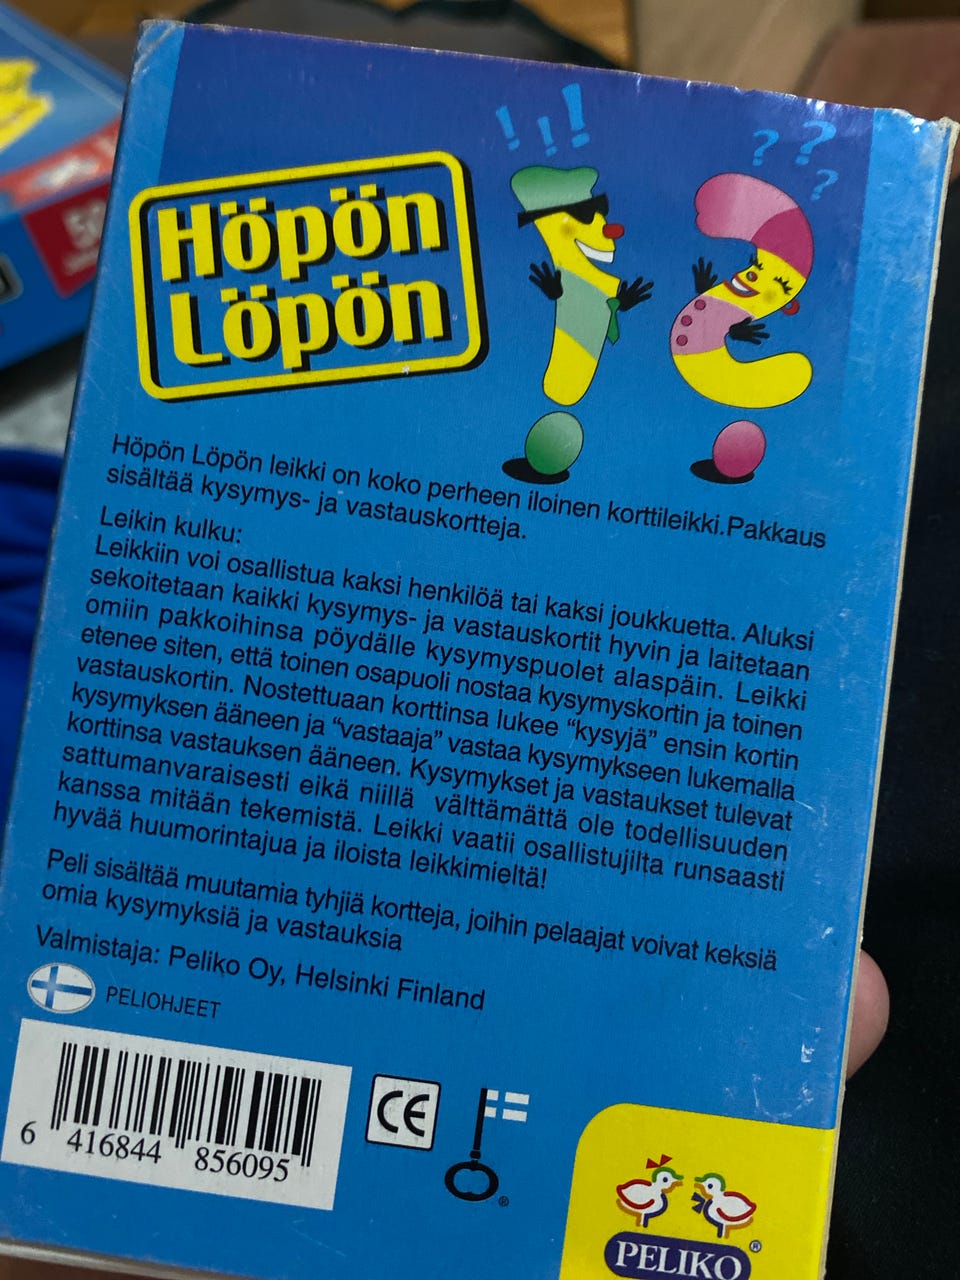 !!!
???
Höpön
Löpön
Höpön Löpön leikki on koko perheen iloinen korttileikki.Pakkaus
sisältää kysymys- ja vastauskortteja.
Leikin kulku:
Leikkiin voi osallistua kaksi henkilöä tai kaksi joukkuetta. Aluksi
sekoitetaan kaikki kysymys- ja vastauskortit hyvin ja laitetaan
omiin pakkoihinsa pöydälle kysymyspuolet alaspäin. Leikki
etenee siten, että toinen osapuoli nostaa kysymyskortin ja toinen
vastauskortin. Nostettuaan korttinsa lukee “kysyjä” ensin kortin
kysymyksen ääneen ja “vastaaja” vastaa kysymykseen lukemalla
korttinsa vastauksen ääneen. Kysymykset ja vastaukset tulevat
sattumanvaraisesti eikä niillä välttämättä ole todellisuuden
kanssa mitään tekemistä. Leikki vaatii osallistujilta runsaasti
hyvää huumorintajua ja iloista leikkimieltä!
Peli sisältää muutamia tyhjiä kortteja, joihin pelaajat voivat keksiä
omia kysymyksiä ja vastauksia
Valmistaja: Peliko Oy, Helsinki Finland
PELIOHJEET
6 416844 856095
CE
®
PELIKO ®